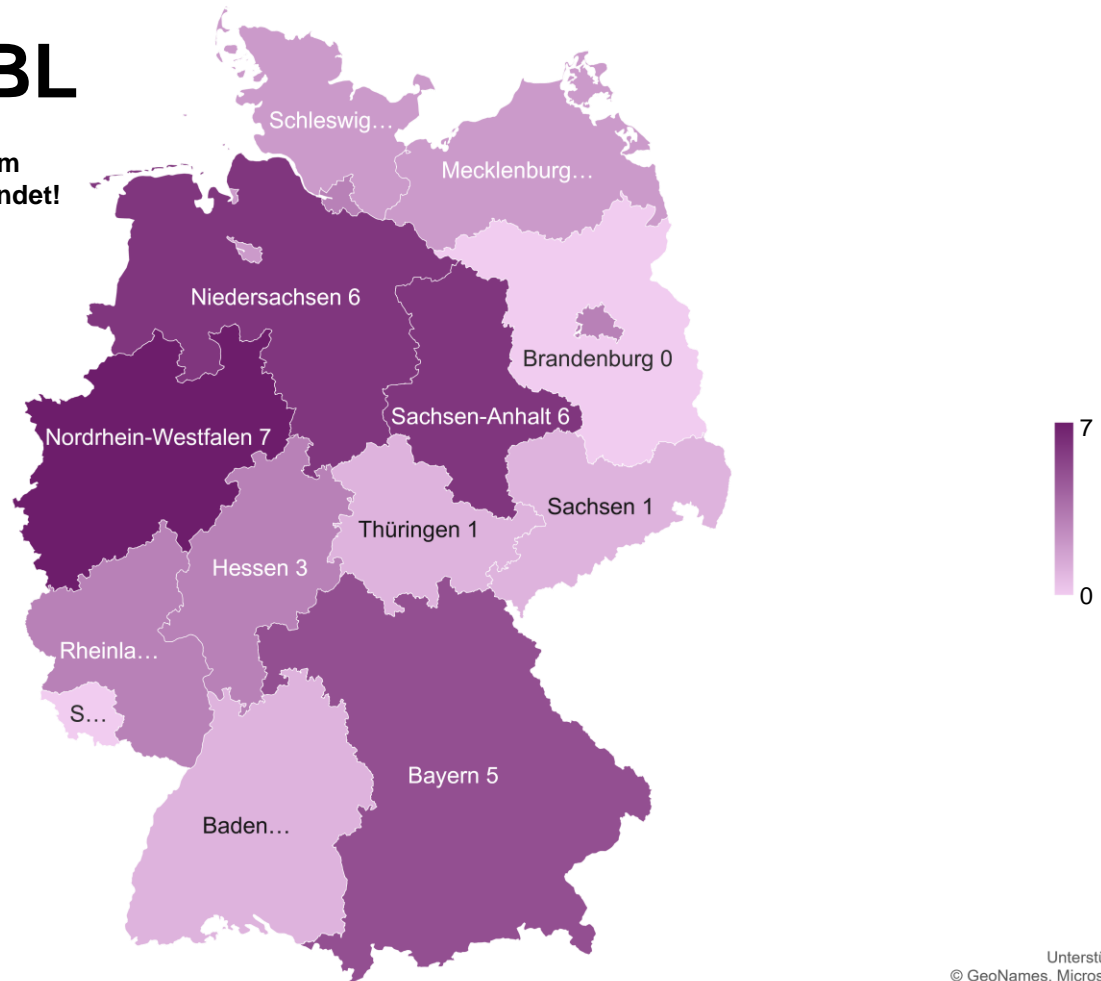 BL
m
ndet!
Schleswig…
Mecklenburg…
Niedersachsen 6
Brandenburg 0
Sachsen-Anhalt 6
Nordrhein-Westfalen 7
7
Sachsen 1
Thüringen 1
Hessen 3
0
Rheinla…
S…
Bayern 5
Baden…
Unterstü
© GeoNames, Micros